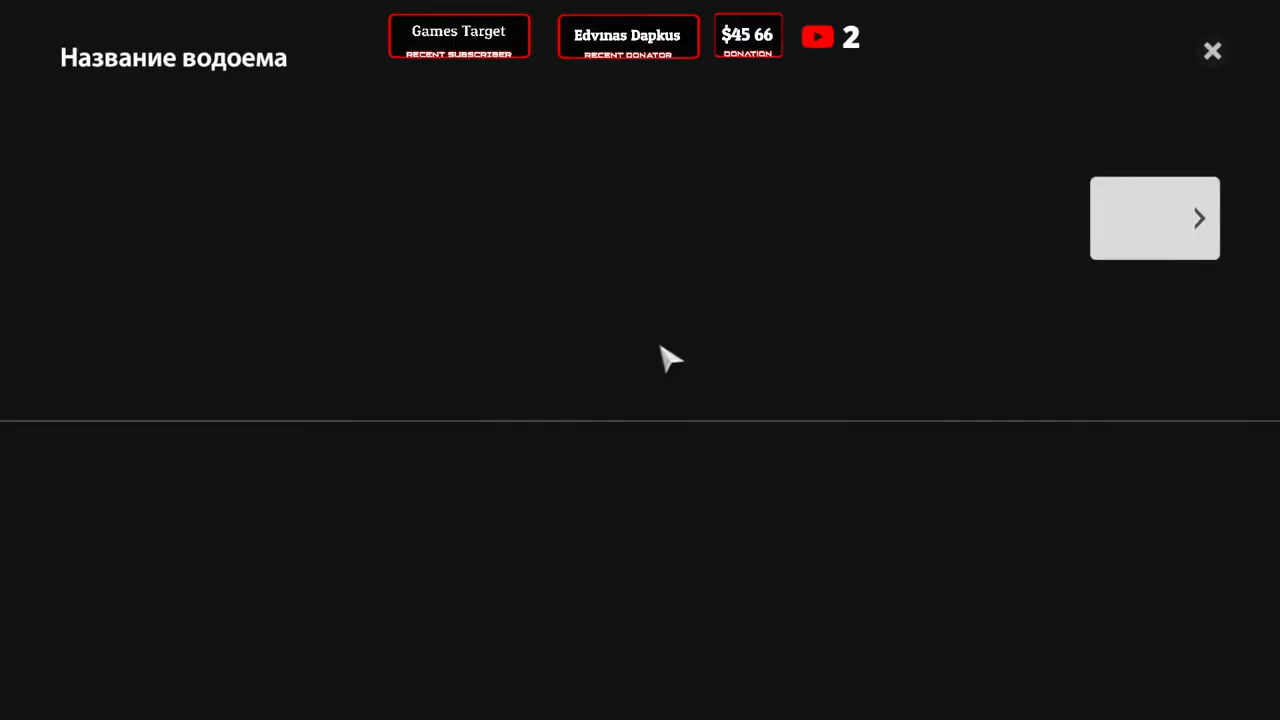 Название водоема
Games Target
RECENT SUBSCRIBER
Edvinas Dapkus
RECENT DONATOR
$45 66
DONATION
2